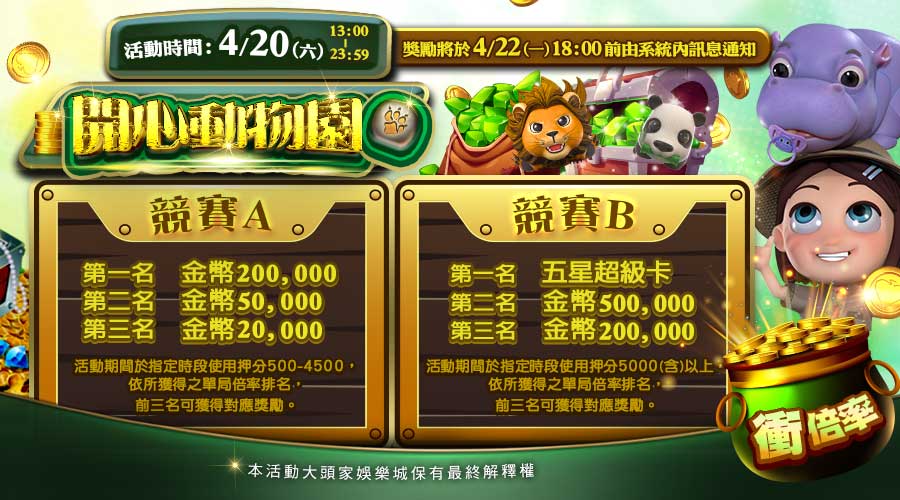 活動時間：4/20(六) 13:00-23:59
獎勵將於4/22(一)18:00前由系統內訊息通知
開心動物園
競賽A
第一名 金幣200,000
第二名 金幣50,000
第三名 金幣20,000
活動期間於指定時段使用押分500-4500，
依所獲得之單局倍率排名，
前三名可獲得對應獎勵。
競賽B
第一名 五星超級卡
第二名 金幣500,000
第三名 金幣200,000
活動期間於指定時段使用押分5000(含)以上，
依所獲得之單局倍率排名，
前三名可獲得對應獎勵。
衝倍率
本活動大頭家娛樂城保有最終解釋權